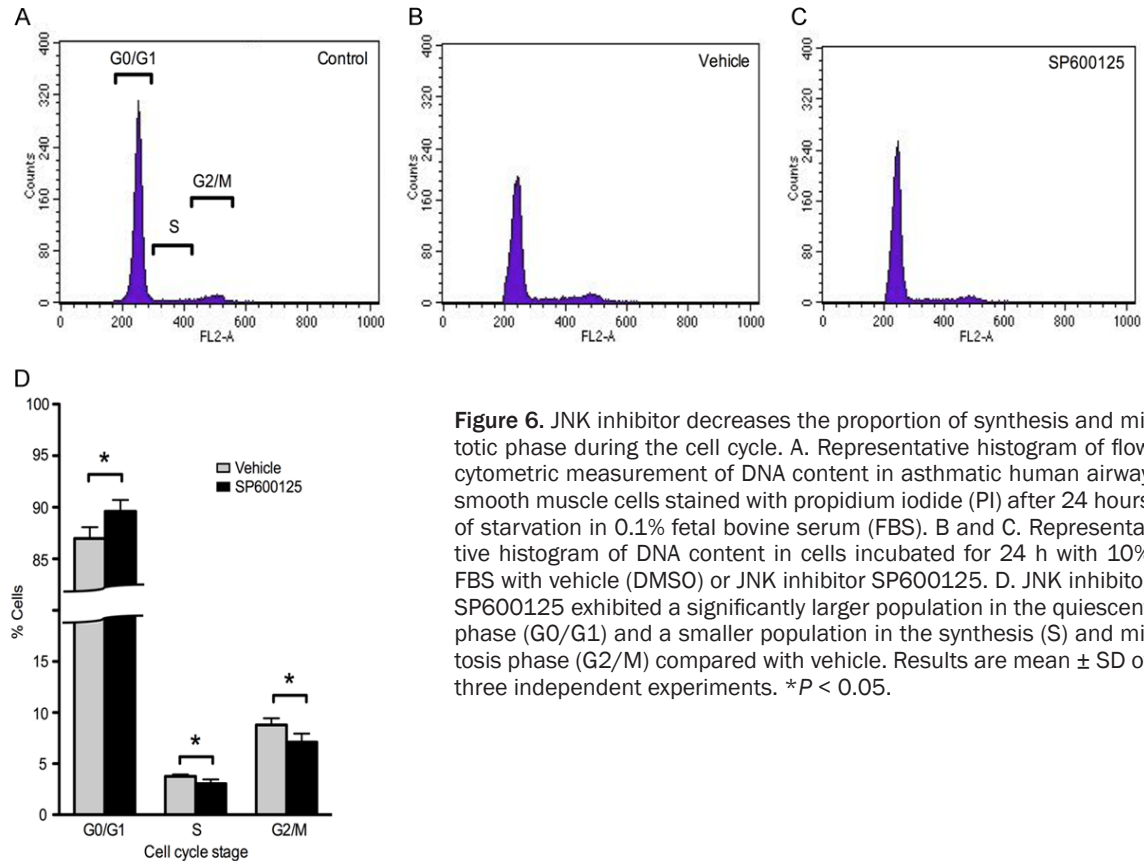 A
B
C
400
320
240
160
80
0
Counts
G0/G1
S
G2/M
Control
0 200 400 600 800 1000
FL2-A
400
320
240
160
80
0
Counts
Vehicle
0 200 400 600 800 1000
FL2-A
400
320
240
160
80
0
Counts
SP600125
0 200 400 600 800 1000
FL2-A
D
100
95
90
85
15
10
5
0
% Cells
*
*
*
Vehicle
SP600125
G0/G1 S G2/M
Cell cycle stage
Figure 6. JNK inhibitor decreases the proportion of synthesis and mi-
totic phase during the cell cycle. A. Representative histogram of flow
cytometric measurement of DNA content in asthmatic human airway
smooth muscle cells stained with propidium iodide (PI) after 24 hours
of starvation in 0.1% fetal bovine serum (FBS). B and C. Representa-
tive histogram of DNA content in cells incubated for 24 h with 10%
FBS with vehicle (DMSO) or JNK inhibitor SP600125. D. JNK inhibito
SP600125 exhibited a significantly larger population in the quiescen
phase (G0/G1) and a smaller population in the synthesis (S) and mi-
tosis phase (G2/M) compared with vehicle. Results are mean ± SD o
three independent experiments. *P < 0.05.